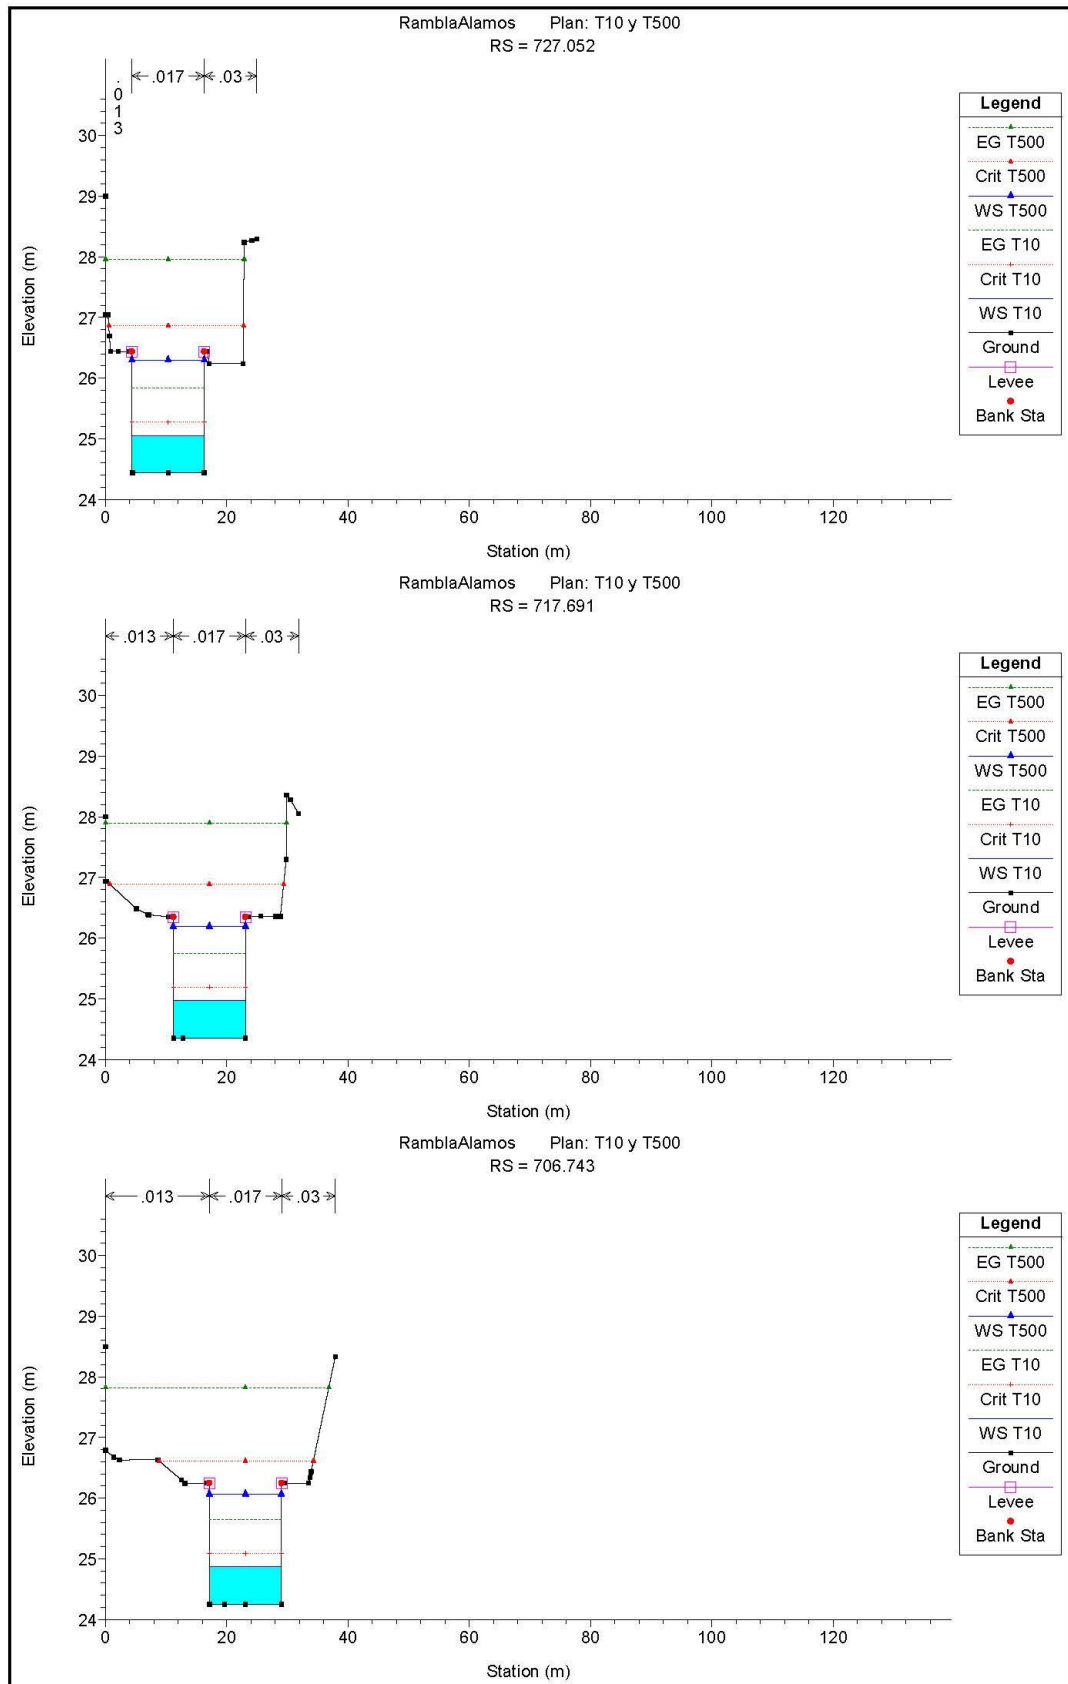 RamblaAlamos Plan: T10 y T500
RS = 727.052
.013
.017
.03
30
29
28
27
26
25
24
Elevation (m)
0 20 40 60 80 100 120
Station (m)
Legend
EG T500
Crit T500
WS T500
EG T10
Crit T10
WS T10
Ground
Levee
Bank Sta
RamblaAlamos Plan: T10 y T500
RS = 717.691
.013
.017
.03
30
29
28
27
26
25
24
Elevation (m)
0 20 40 60 80 100 120
Station (m)
Legend
EG T500
Crit T500
WS T500
EG T10
Crit T10
WS T10
Ground
Levee
Bank Sta
RamblaAlamos Plan: T10 y T500
RS = 706.743
.013
.017
.03
30
29
28
27
26
25
24
Elevation (m)
0 20 40 60 80 100 120
Station (m)
Legend
EG T500
Crit T500
WS T500
EG T10
Crit T10
WS T10
Ground
Levee
Bank Sta